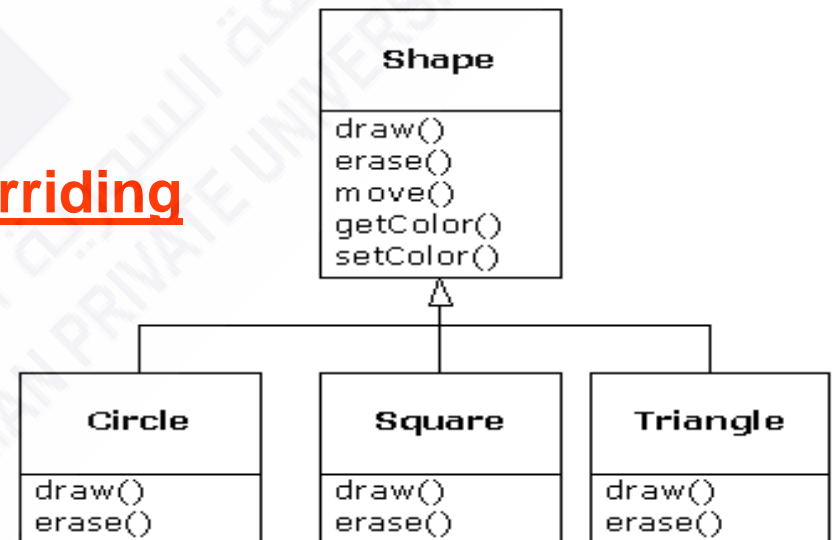 Shape
draw()
erase()
move()
getColor()
setColor()
rriding
Circle
draw()
erase()
Square
draw()
erase()
Triangle
draw()
erase()